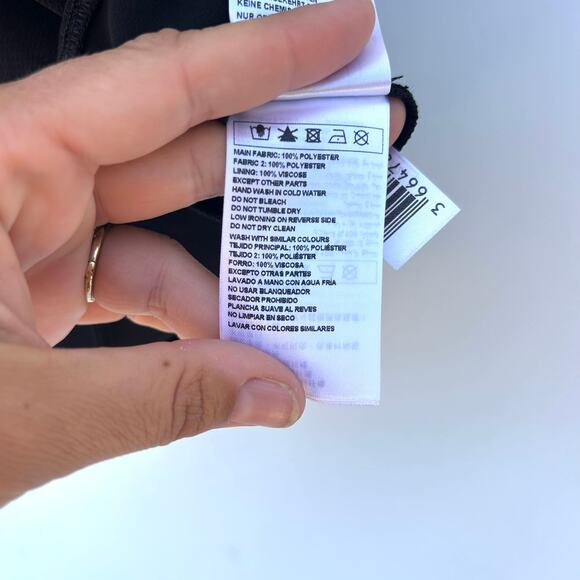 KEINE CHEMI
NUR
MAIN FABRIC: 100% POLYESTER
FABRIC 2: 100% POLYESTER
LINING: 100% VISCOSE
EXCEPT OTHER PARTS
HAND WASH IN COLD WATER
DO NOT BLEACH
DO NOT TUMBLE DRY
LOW IRONING ON REVERSE SIDE
DO NOT DRY CLEAN
WASH WITH SIMILAR COLOURS
TEJIDO PRINCIPAL: 100% POLIÉSTER
TEJIDO 2: 100% POLIÉSTER
FORRO: 100% VISCOSA
EXCEPTO OTRAS PARTES
LAVADO A MANO CON AGUA FRÍA
NO USAR BLANQUEADOR
SECADOR PROHIBIDO
PLANCHA SUAVE AL REVES
NO LIMPIAR EN SECO
LAVAR CON COLORES SIMILARES
3 6647